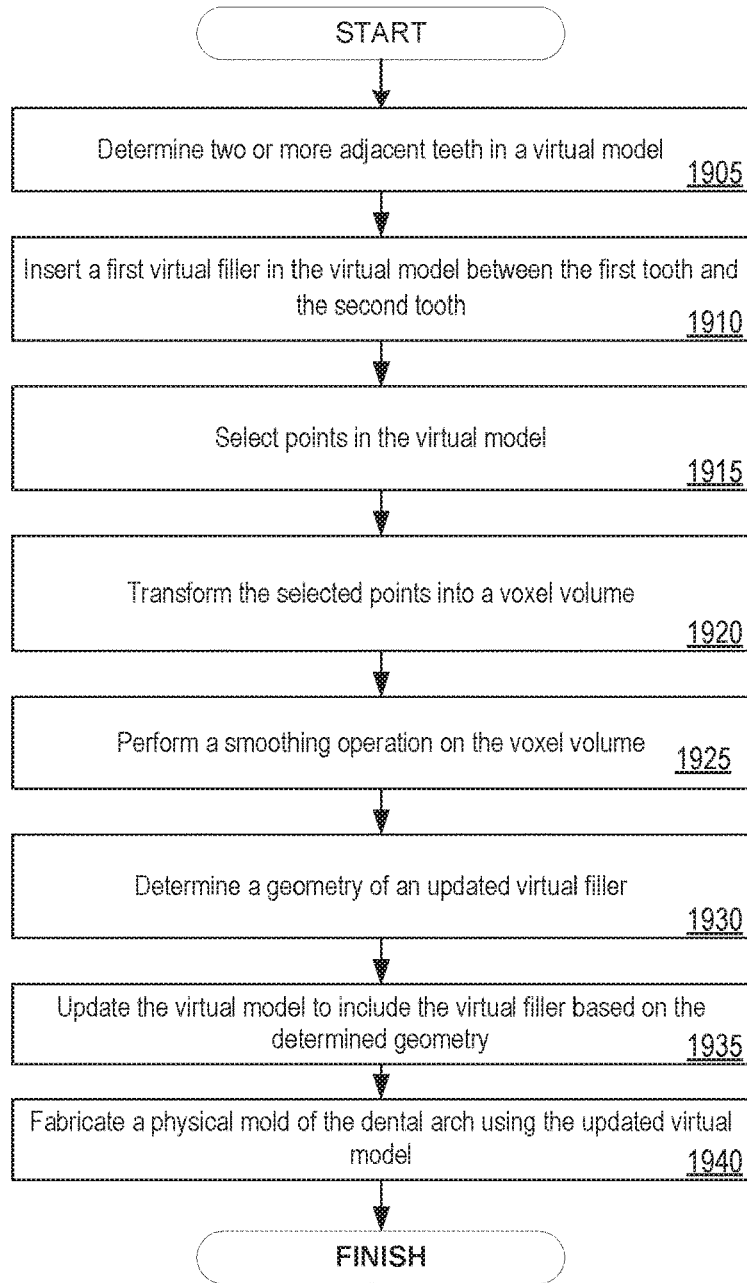 START
Determine two or more adjacent teeth in a virtual model
1905
Insert a first virtual filler in the virtual model between the first tooth and
the second tooth
1910
Select points in the virtual model
1915
Transform the selected points into a voxel volume
1920
Perform a smoothing operation on the voxel volume
1925
Determine a geometry of an updated virtual filler
1930
Update the virtual model to include the virtual filler based on the
determined geometry
1935
Fabricate a physical mold of the dental arch using the updated virtual
model
1940
FINISH